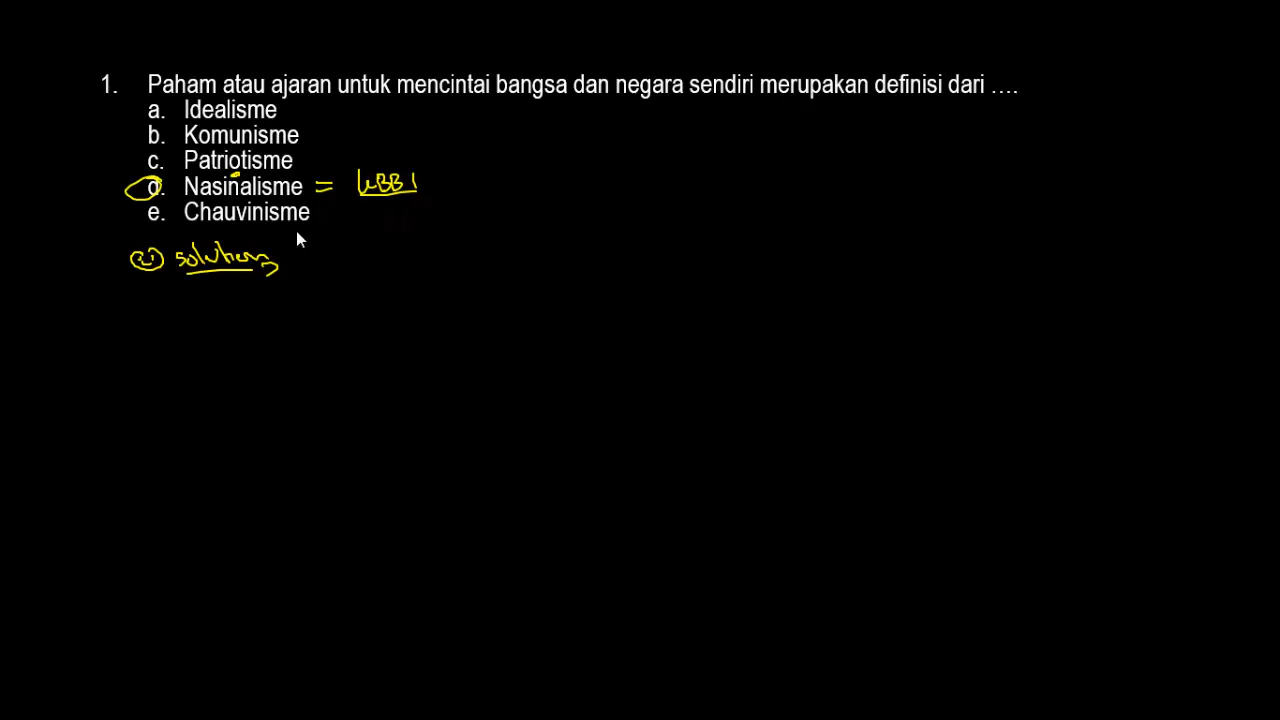 1. Paham atau ajaran untuk mencintai bangsa dan negara sendiri merupakan definisi dari ....
a. Idealisme
b. Komunisme
c. Patriotisme
d. Nasinalisme = KBBI
e. Chauvinisme
solution